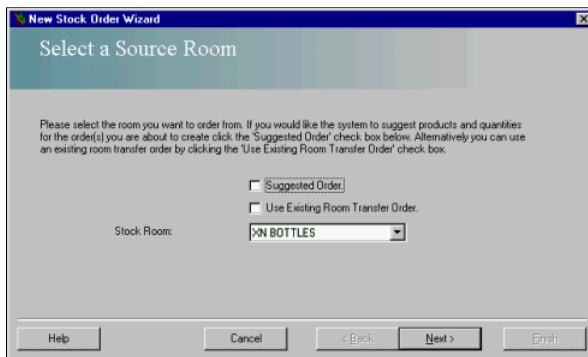 New Stock Order Wizard
Select a Source Room
Please select the room you want to order from. If you would like the system to suggest products and quantities
for the order(s) you are about to create click the 'Suggested Order' check box below. Alternatively you can use
an existing room transfer order by clicking the 'Use Existing Room Transfer Order' check box.
Suggested Order.
Use Existing Room Transfer Order.
Stock Room: XN BOTTLES
Help Cancel < Back Next > Finish